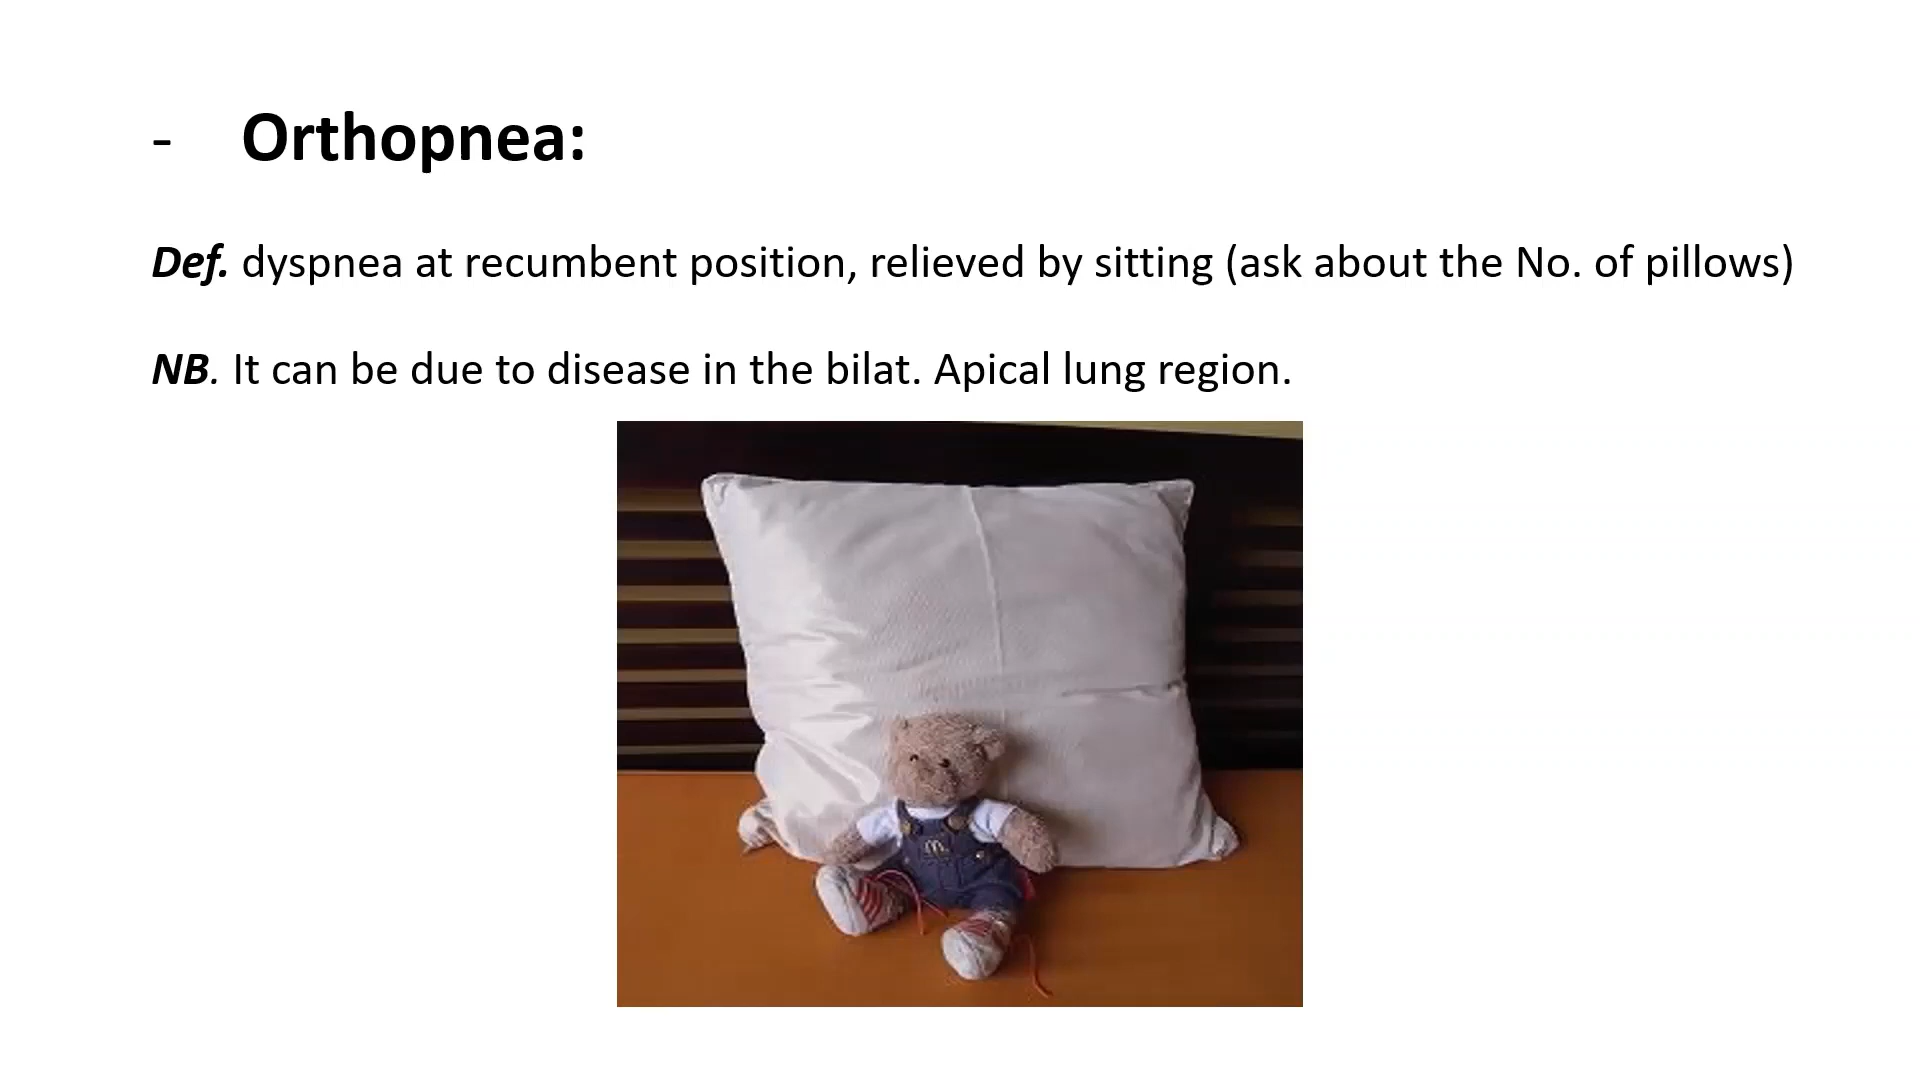 - Orthopnea:
Def. dyspnea at recumbent position, relieved by sitting (ask about the No. of pillows)
NB. It can be due to disease in the bilat. Apical lung region.